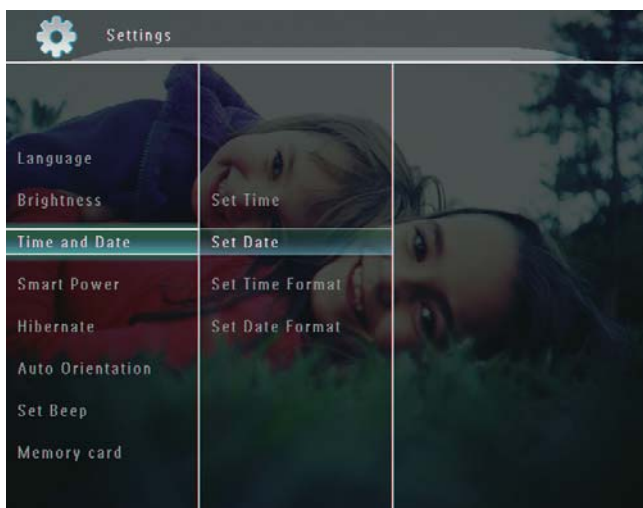 Settings
Language
Brightness
Time and Date
Smart Power
Hibernate
Auto Orientation
Set Beep
Memory card
Set Time
Set Date
Set Time Format
Set Date Format